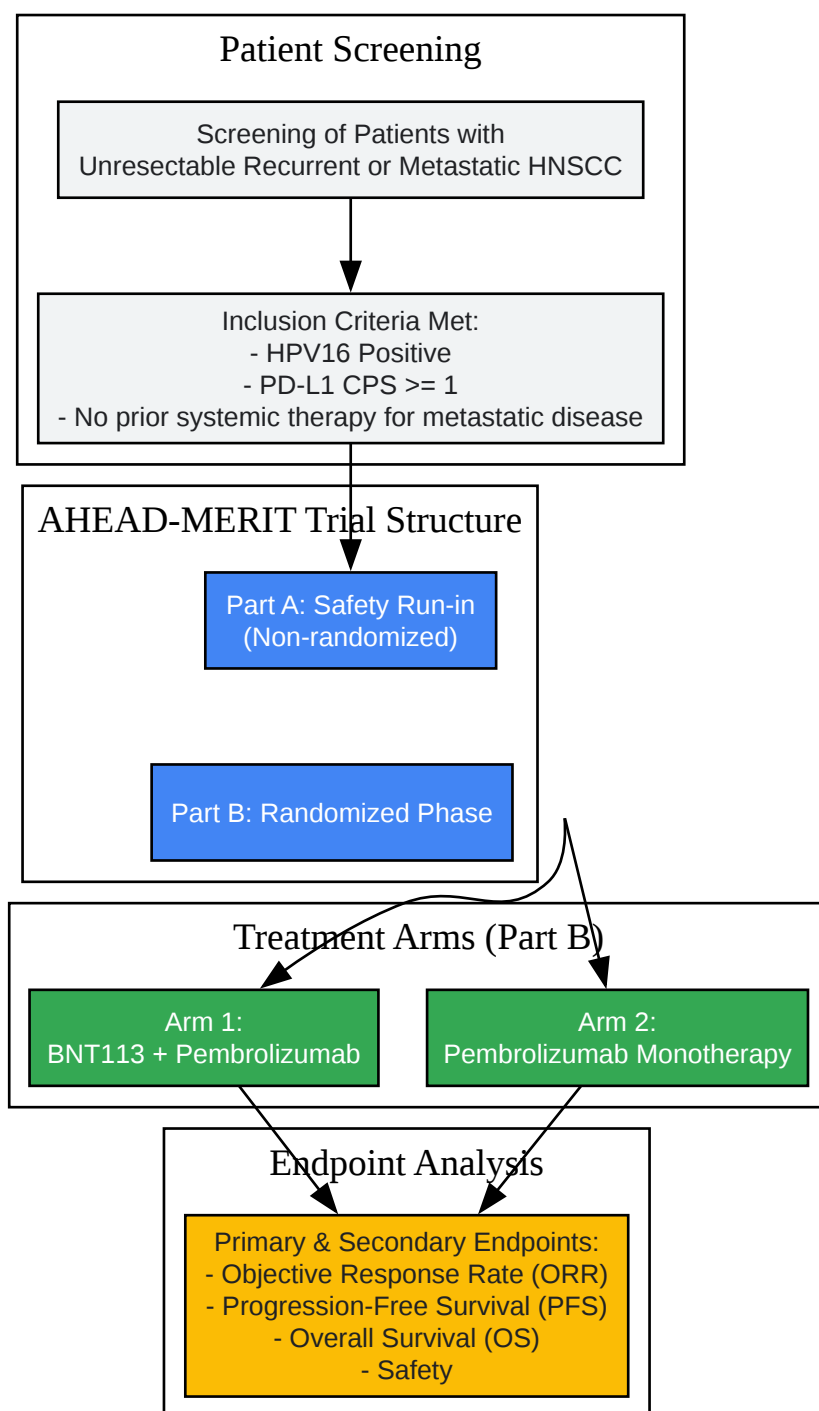 Patient Screening
Screening of Patients with
Unresectable Recurrent or Metastatic HNSCC
Inclusion Criteria Met:
- HPV16 Positive
- PD-L1 CPS >= 1
- No prior systemic therapy for metastatic disease
AHEAD-MERIT Trial Structure
Part A: Safety Run-in
(Non-randomized)
Part B: Randomized Phase
Treatment Arms (Part B)
Arm 1:
BNT113 + Pembrolizumab
Arm 2:
Pembrolizumab Monotherapy
Endpoint Analysis
Primary & Secondary Endpoints:
- Objective Response Rate (ORR)
- Progression-Free Survival (PFS)
- Overall Survival (OS)
- Safety